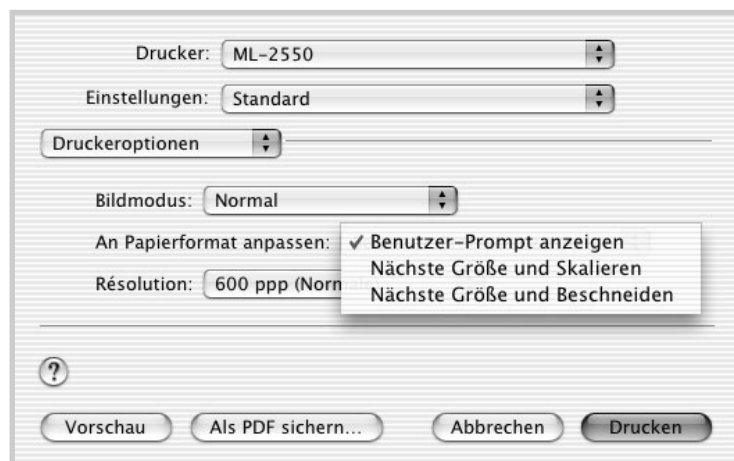 Drucker: ML-2550
Einstellungen: Standard
Druckeroptionen
Bildmodus: Normal
An Papierformat anpassen: ✓ Benutzer-Prompt anzeigen
Nächste Größe und Skalieren
Résolution: 600 ppp
Nächste Größe und Beschneiden
?
Vorschau Als PDF sichern... Abbrechen Drucken